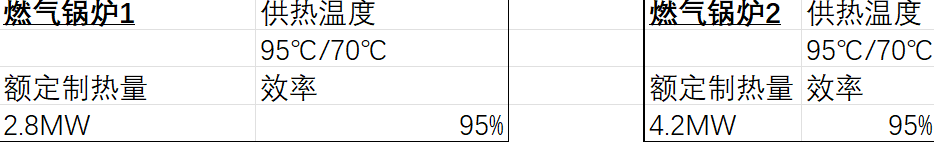 燃气锅炉1 供热温度 燃气锅炉2 供热温度
95℃/70℃ 95℃/70℃
额定制热量 效率 额定制热量 效率
2.8MW 95% 4.2MW 95%